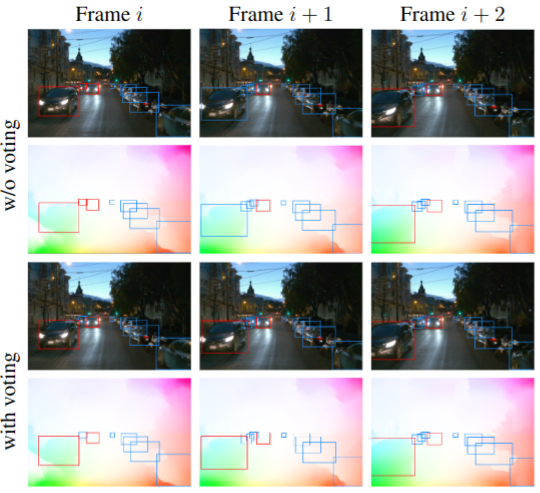 Frame i
Frame i + 1
Frame i + 2
w/o voting
with voting